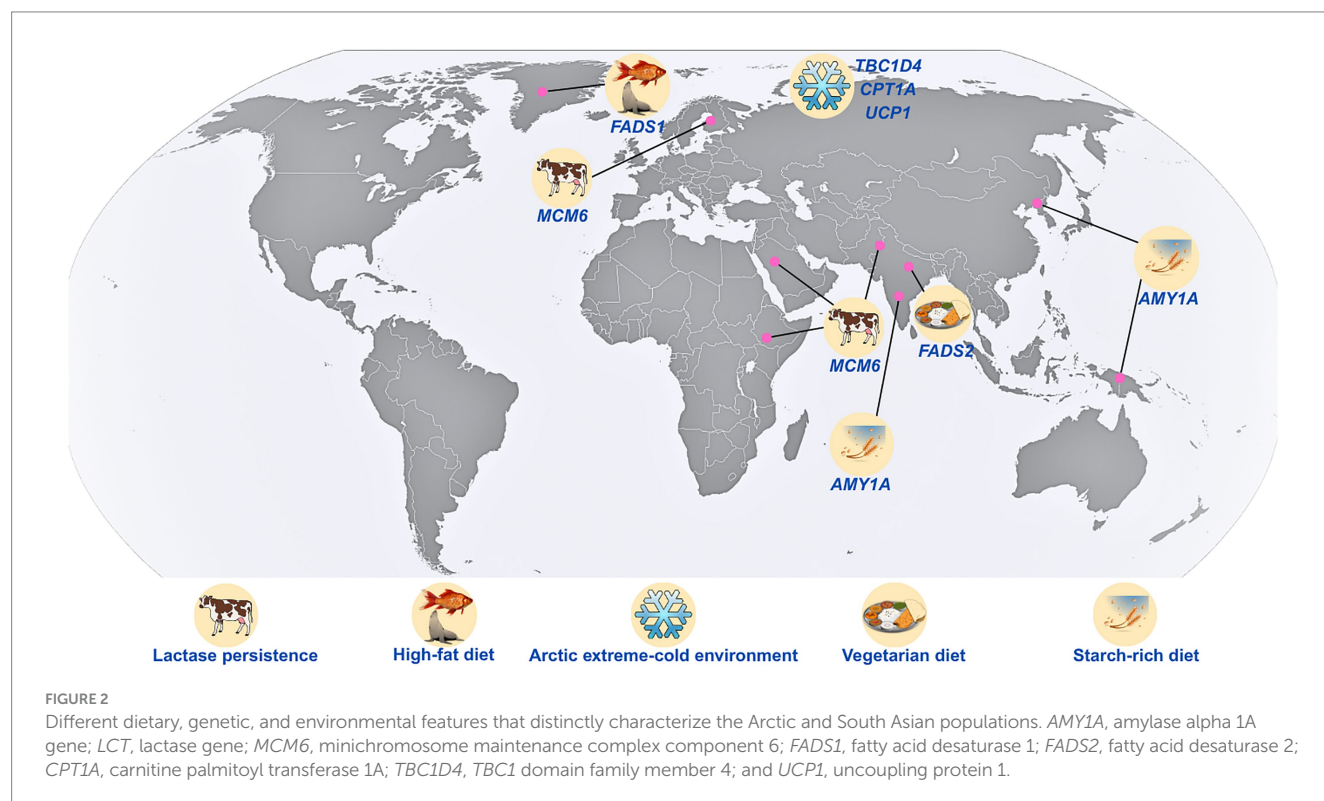 TBC1D4
CPT1A
UCP1
FADS1
MCM6
AMY1A
MCM6
FADS2
AMY1A
Lactase persistence
High-fat diet
Arctic extreme-cold environment
Vegetarian diet
Starch-rich diet
FIGURE 2
Different dietary, genetic, and environmental features that distinctly characterize the Arctic and South Asian populations. AMY1A, amylase alpha 1A
gene; LCT, lactase gene; MCM6, minichromosome maintenance complex component 6; FADS1, fatty acid desaturase 1; FADS2, fatty acid desaturase 2;
CPT1A, carnitine palmitoyl transferase 1A; TBC1D4, TBC1 domain family member 4; and UCP1, uncoupling protein 1.